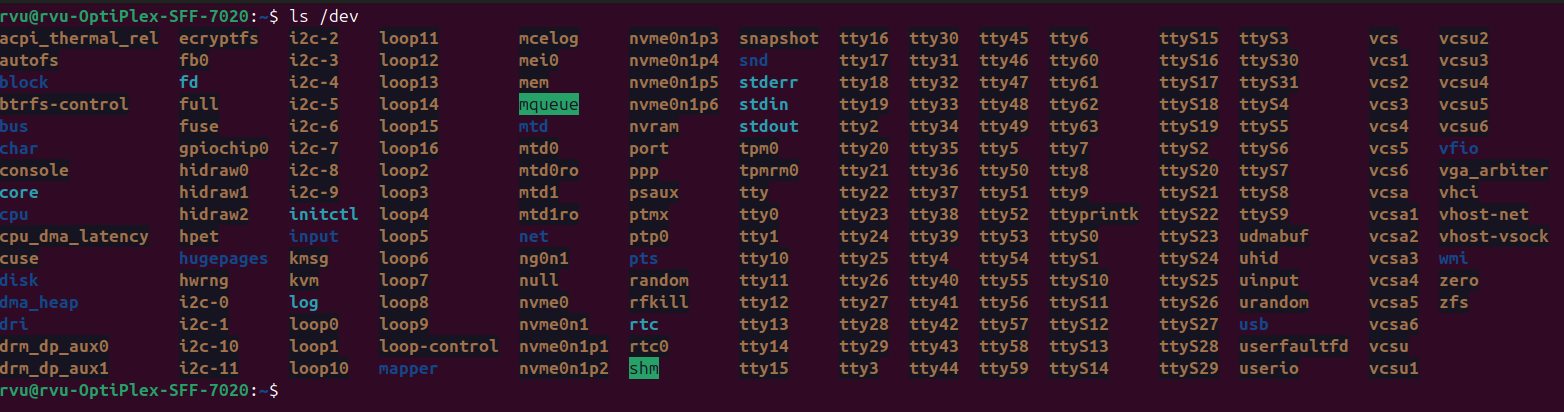 rvu@rvu-OptiPlex-SFF-7020:~$ ls /dev
acpi_thermal_rel ecryptfs i2c-2 loop11 mcelog nvme0n1p3 snapshot tty16 tty30 tty45 tty6 ttyS15 ttyS3 vcs vcsu2
autofs fb0 i2c-3 loop12 mei0 nvme0n1p4 snd tty17 tty31 tty46 tty60 ttyS16 ttyS30 vcs1 vcsu3
block fd i2c-4 loop13 mem nvme0n1p5 stderr tty18 tty32 tty47 tty61 ttyS17 ttyS31 vcs2 vcsu4
btrfs-control full i2c-5 loop14 mqueue nvme0n1p6 stdin tty19 tty33 tty48 tty62 ttyS18 ttyS4 vcs3 vcsu5
bus fuse i2c-6 loop15 mtd nvram stdout tty2 tty34 tty49 tty63 ttyS19 ttyS5 vcs4 vcsu6
char gpiochip0 i2c-7 loop16 mtd0 port tpm0 tty20 tty35 tty5 tty7 ttyS2 ttyS6 vcs5 vfio
console hidraw0 i2c-8 loop2 mtd0ro ppp tpmrm0 tty21 tty36 tty50 tty8 ttyS20 ttyS7 vcs6 vga_arbiter
core hidraw1 i2c-9 loop3 mtd1 psaux tty tty22 tty37 tty51 tty9 ttyS21 ttyS8 vcsa vhci
cpu hidraw2 initctl loop4 mtd1ro ptmx tty0 tty23 tty38 tty52 ttyprintk ttyS22 ttyS9 vcsa1 vhost-net
cpu_dma_latency hpet input loop5 net ptp0 tty1 tty24 tty39 tty53 ttyS0 ttyS23 udmabuf vcsa2 vhost-vsock
cuse hugepages kmsg loop6 ng0n1 pts tty10 tty25 tty4 tty54 ttyS1 ttyS24 uhid vcsa3 wmi
disk hwrng kvm loop7 null random tty11 tty26 tty40 tty55 ttyS10 ttyS25 uinput vcsa4 zero
dma_heap i2c-0 log loop8 nvme0 rfkill tty12 tty27 tty41 tty56 ttyS11 ttyS26 urandom vcsa5 zfs
dri i2c-1 loop0 loop9 nvme0n1 rtc tty13 tty28 tty42 tty57 ttyS12 ttyS27 usb vcsa6
drm_dp_aux0 i2c-10 loop1 loop-control nvme0n1p1 rtc0 tty14 tty29 tty43 tty58 ttyS13 ttyS28 userfaultfd vcsu
drm_dp_aux1 i2c-11 loop10 mapper nvme0n1p2 shm tty15 tty3 tty44 tty59 ttyS14 ttyS29 userio vcsu1
rvu@rvu-OptiPlex-SFF-7020:~$